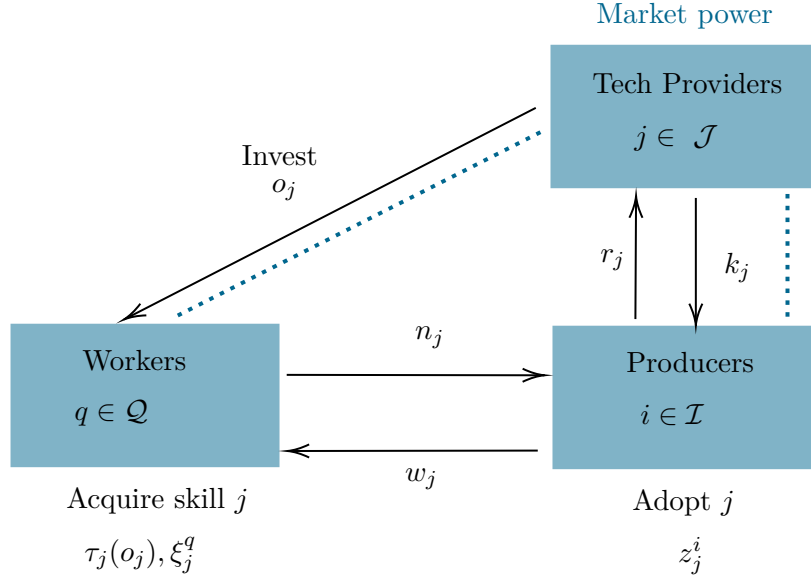 Market power
Tech Providers
j ∈ 𝒥
Invest
o_j
r_j
k_j
n_j
Workers
q ∈ 𝒬
Producers
i ∈ ℐ
w_j
Acquire skill j
τ_j(o_j), ξ_j^q
Adopt j
z_j^i